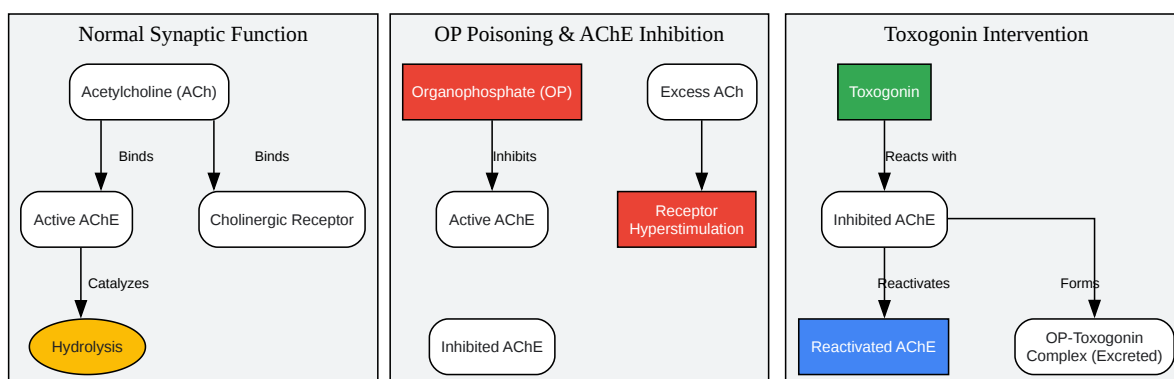 Normal Synaptic Function
Acetylcholine (ACh)
Binds
Binds
Active AChE
Cholinergic Receptor
Catalyzes
Hydrolysis
OP Poisoning & AChE Inhibition
Organophosphate (OP)
Excess ACh
Inhibits
Active AChE
Receptor
Hyperstimulation
Inhibited AChE
Toxogonin Intervention
Toxogonin
Reacts with
Inhibited AChE
Reactivates
Forms
Reactivated AChE
OP-Toxogonin
Complex (Excreted)